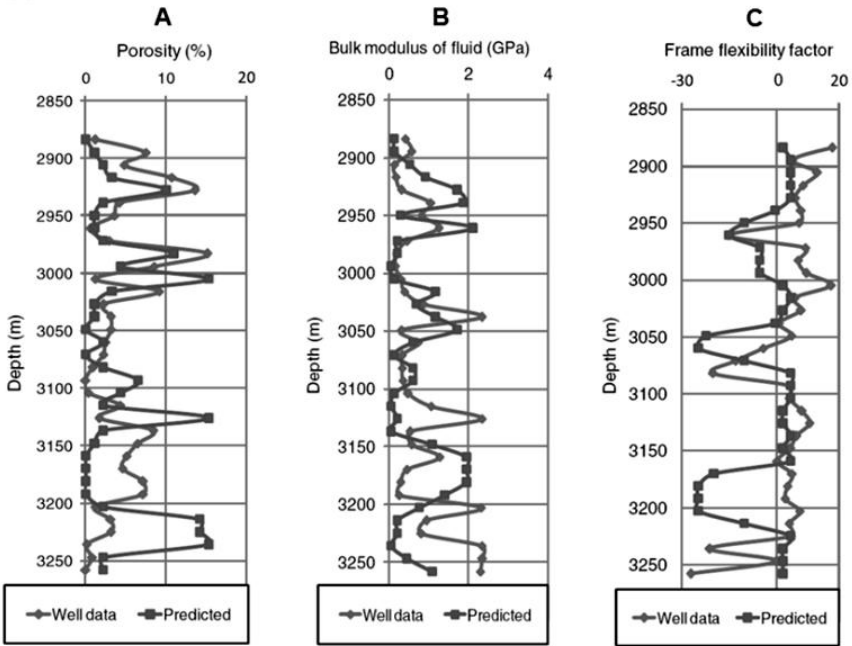 A
Porosity (%)
0 10 20
2850
2900
2950
3000
3050
3100
3150
3200
3250
Depth (m)
Well data Predicted
B
Bulk modulus of fluid (GPa)
0 2 4
2850
2900
2950
3000
3050
3100
3150
3200
3250
Depth (m)
Well data Predicted
C
Frame flexibility factor
-30 0 20
2850
2900
2950
3000
3050
3100
3150
3200
3250
Depth (m)
Well data Predicted